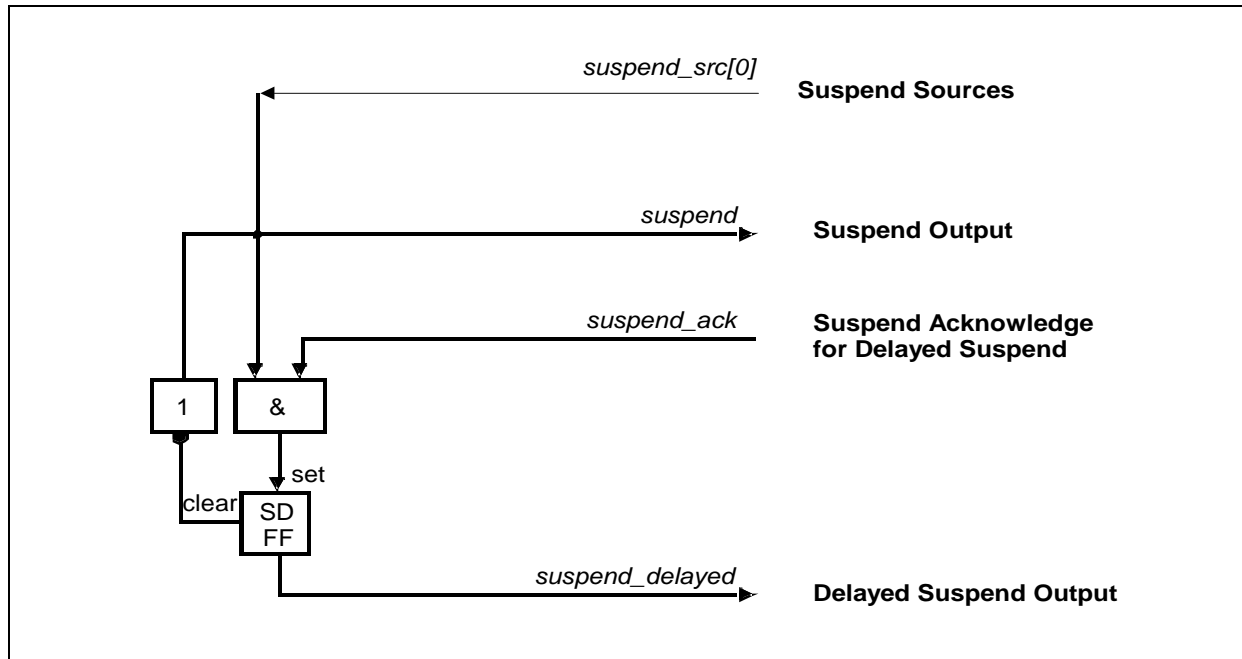 suspend_src[0]
Suspend Sources
suspend
Suspend Output
suspend_ack
Suspend Acknowledge
for Delayed Suspend
1
&
set
clear
SD
FF
suspend_delayed
Delayed Suspend Output